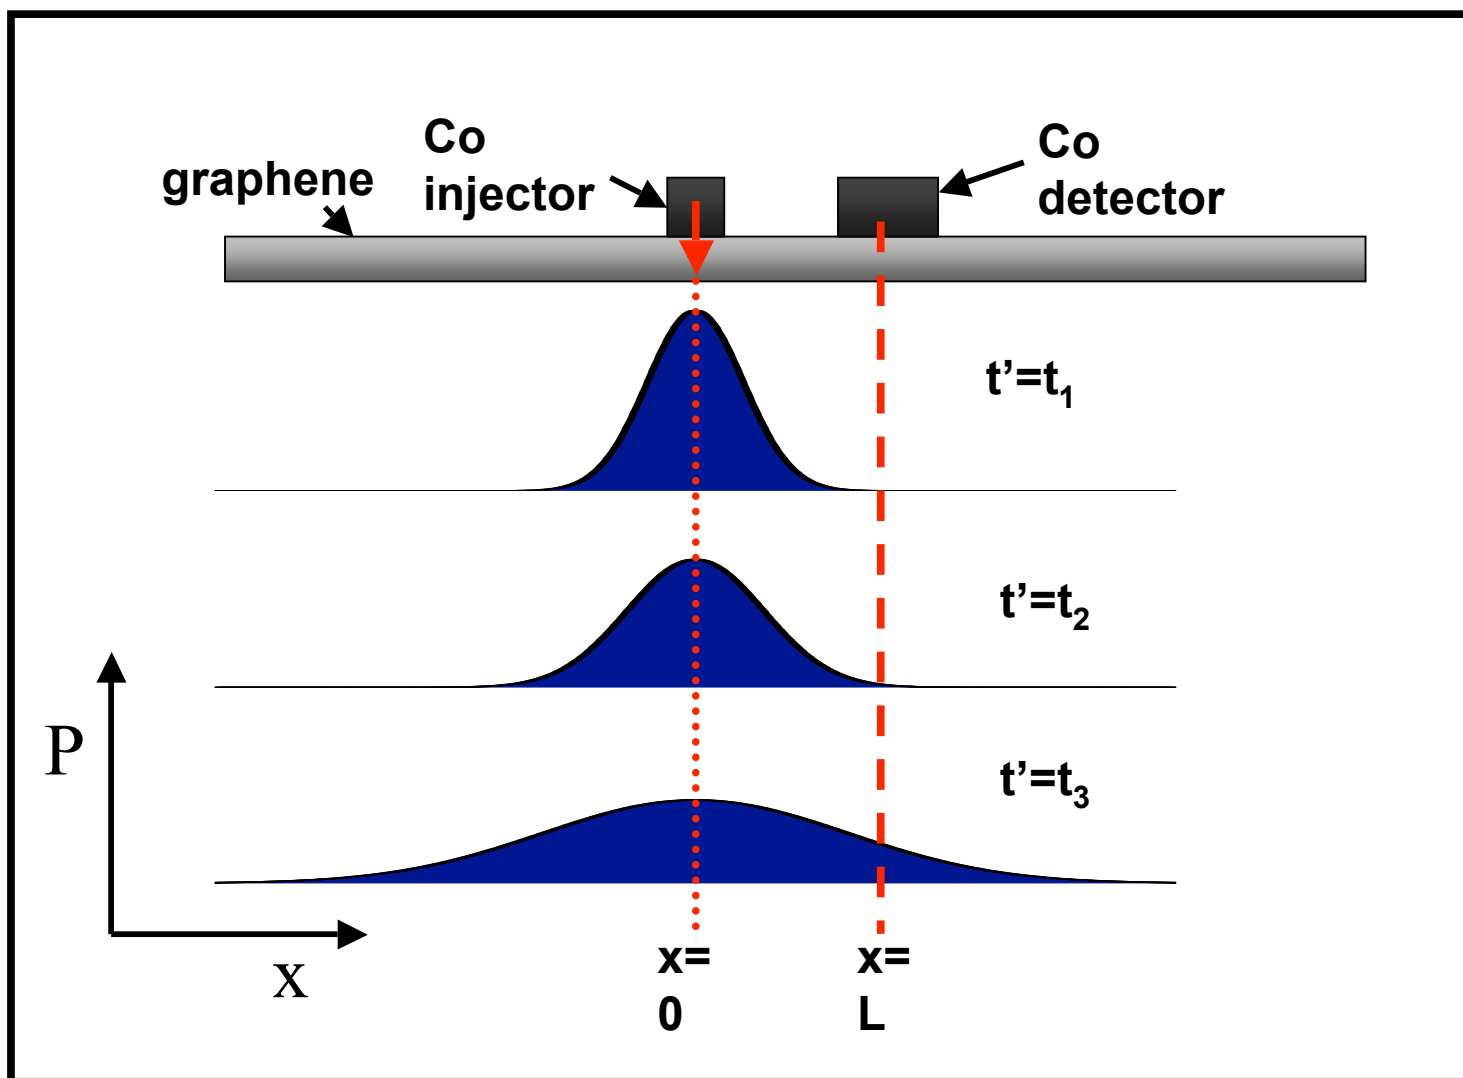 graphene
Co
injector
Co
detector
t’=t₁
t’=t₂
t’=t₃
P
x
x=
0
x=
L